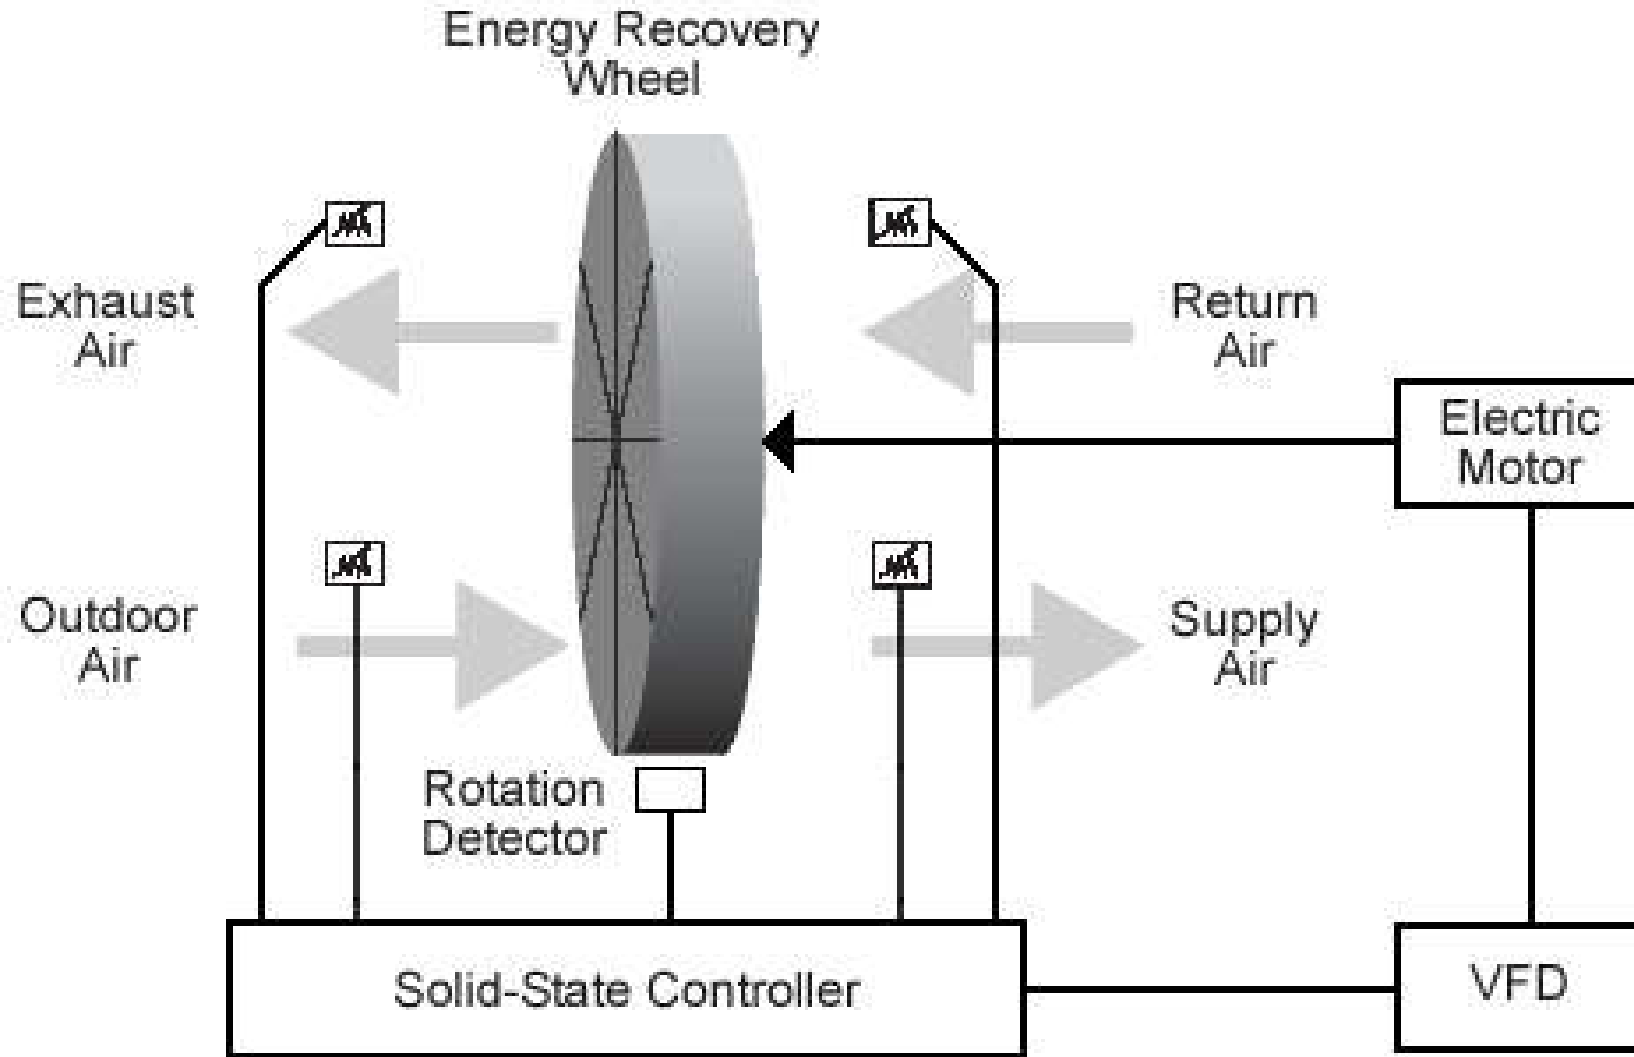 Energy Recovery
Wheel
Exhaust
Air
Return
Air
Electric
Motor
Outdoor
Air
Supply
Air
Rotation
Detector
Solid-State Controller
VFD